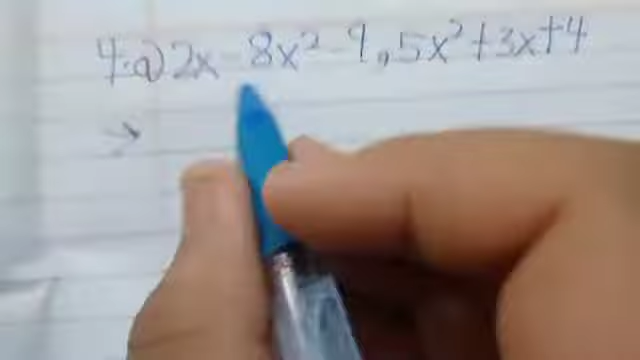 4.a) 2x - 8x² - 9, 5x² + 3x + 4